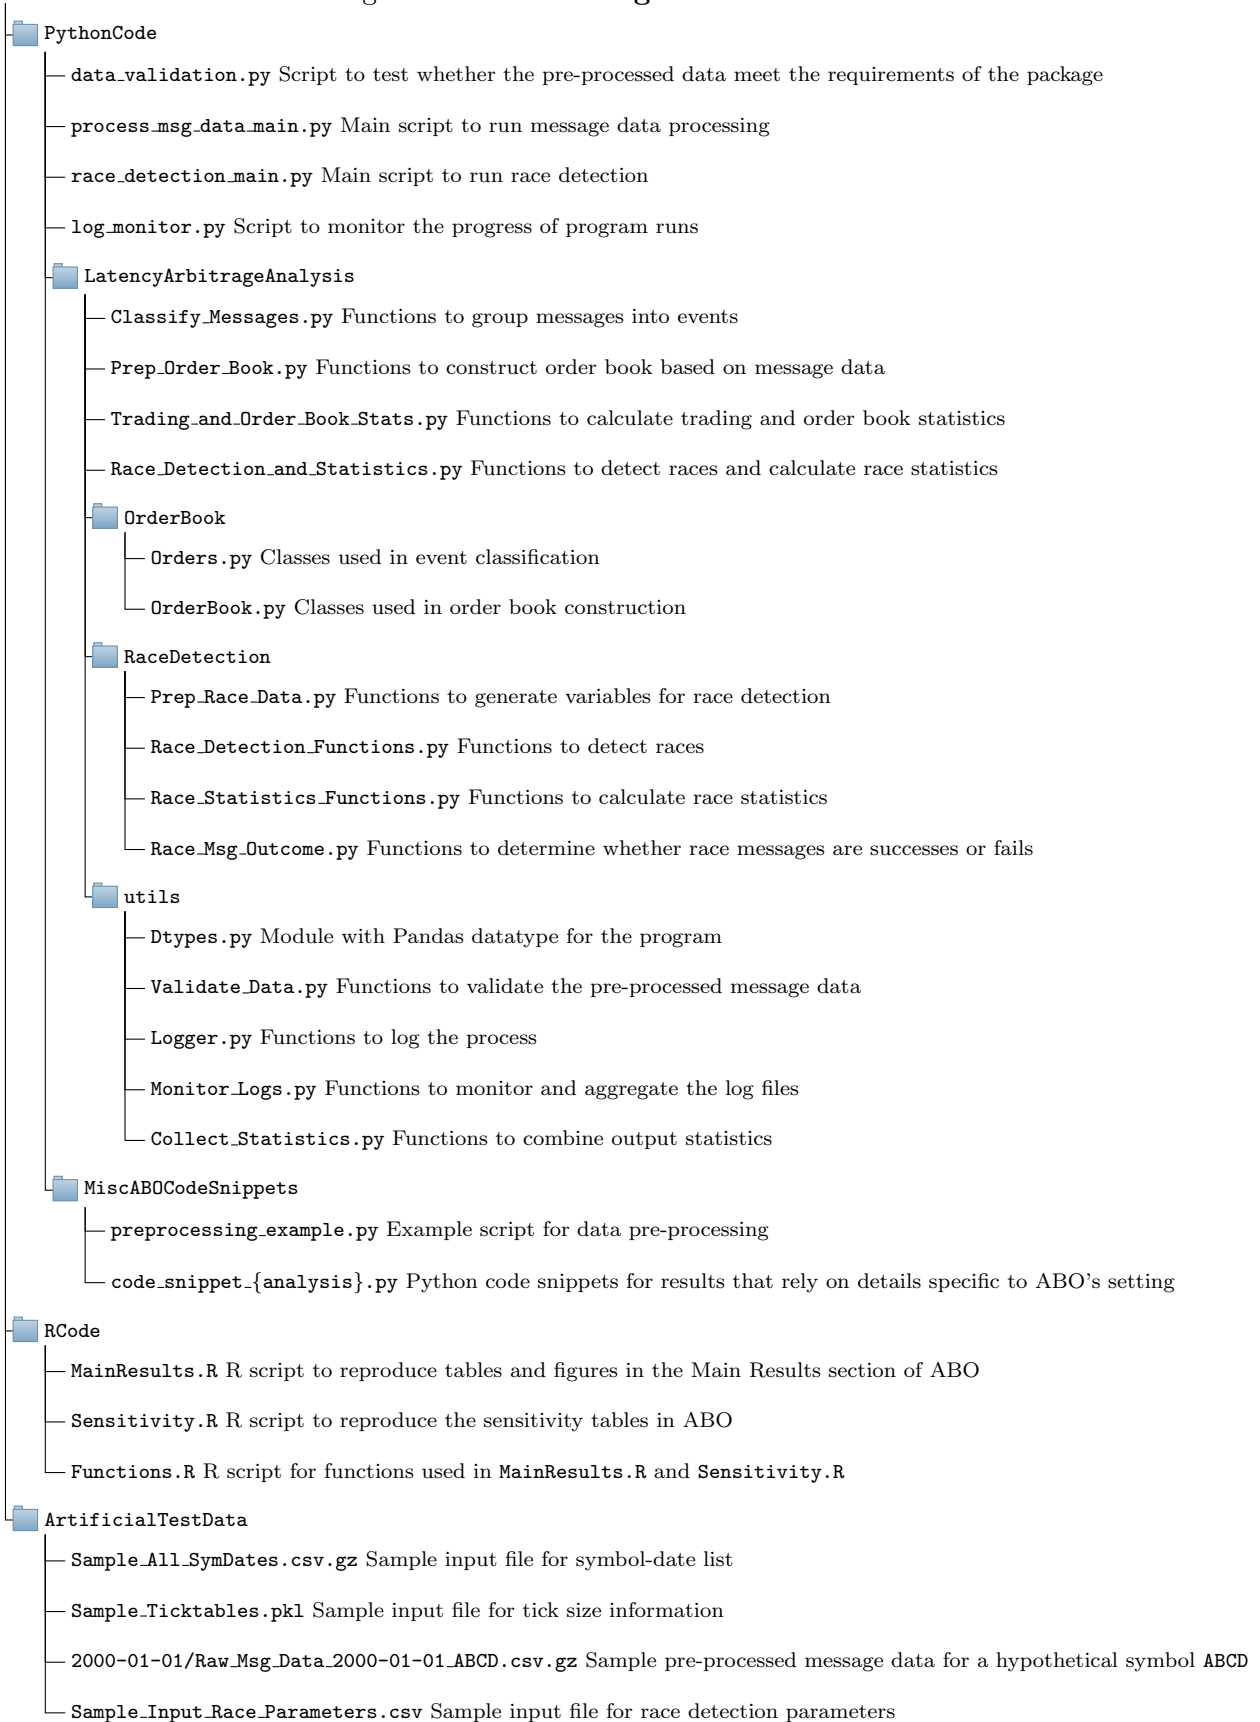 PythonCode
data_validation.py Script to test whether the pre-processed data meet the requirements of the package
process_msg_data_main.py Main script to run message data processing
race_detection_main.py Main script to run race detection
log_monitor.py Script to monitor the progress of program runs
LatencyArbitrageAnalysis
Classify_Messages.py Functions to group messages into events
Prep_Order_Book.py Functions to construct order book based on message data
Trading_and_Order_Book_Stats.py Functions to calculate trading and order book statistics
Race_Detection_and_Statistics.py Functions to detect races and calculate race statistics
OrderBook
Orders.py Classes used in event classification
OrderBook.py Classes used in order book construction
RaceDetection
Prep_Race_Data.py Functions to generate variables for race detection
Race_Detection_Functions.py Functions to detect races
Race_Statistics_Functions.py Functions to calculate race statistics
Race_Msg_Outcome.py Functions to determine whether race messages are successes or fails
utils
Dtypes.py Module with Pandas datatype for the program
Validate_Data.py Functions to validate the pre-processed message data
Logger.py Functions to log the process
Monitor_Logs.py Functions to monitor and aggregate the log files
Collect_Statistics.py Functions to combine output statistics
MiscABOCodeSnippets
preprocessing_example.py Example script for data pre-processing
code_snippet_{analysis}.py Python code snippets for results that rely on details specific to ABO's setting
RCode
MainResults.R R script to reproduce tables and figures in the Main Results section of ABO
Sensitivity.R R script to reproduce the sensitivity tables in ABO
Functions.R R script for functions used in MainResults.R and Sensitivity.R
ArtificialTestData
Sample_All_SymDates.csv.gz Sample input file for symbol-date list
Sample_Ticktables.pkl Sample input file for tick size information
2000-01-01/Raw_Msg_Data_2000-01-01_ABCD.csv.gz Sample pre-processed message data for a hypothetical symbol ABCD
Sample_Input_Race_Parameters.csv Sample input file for race detection parameters